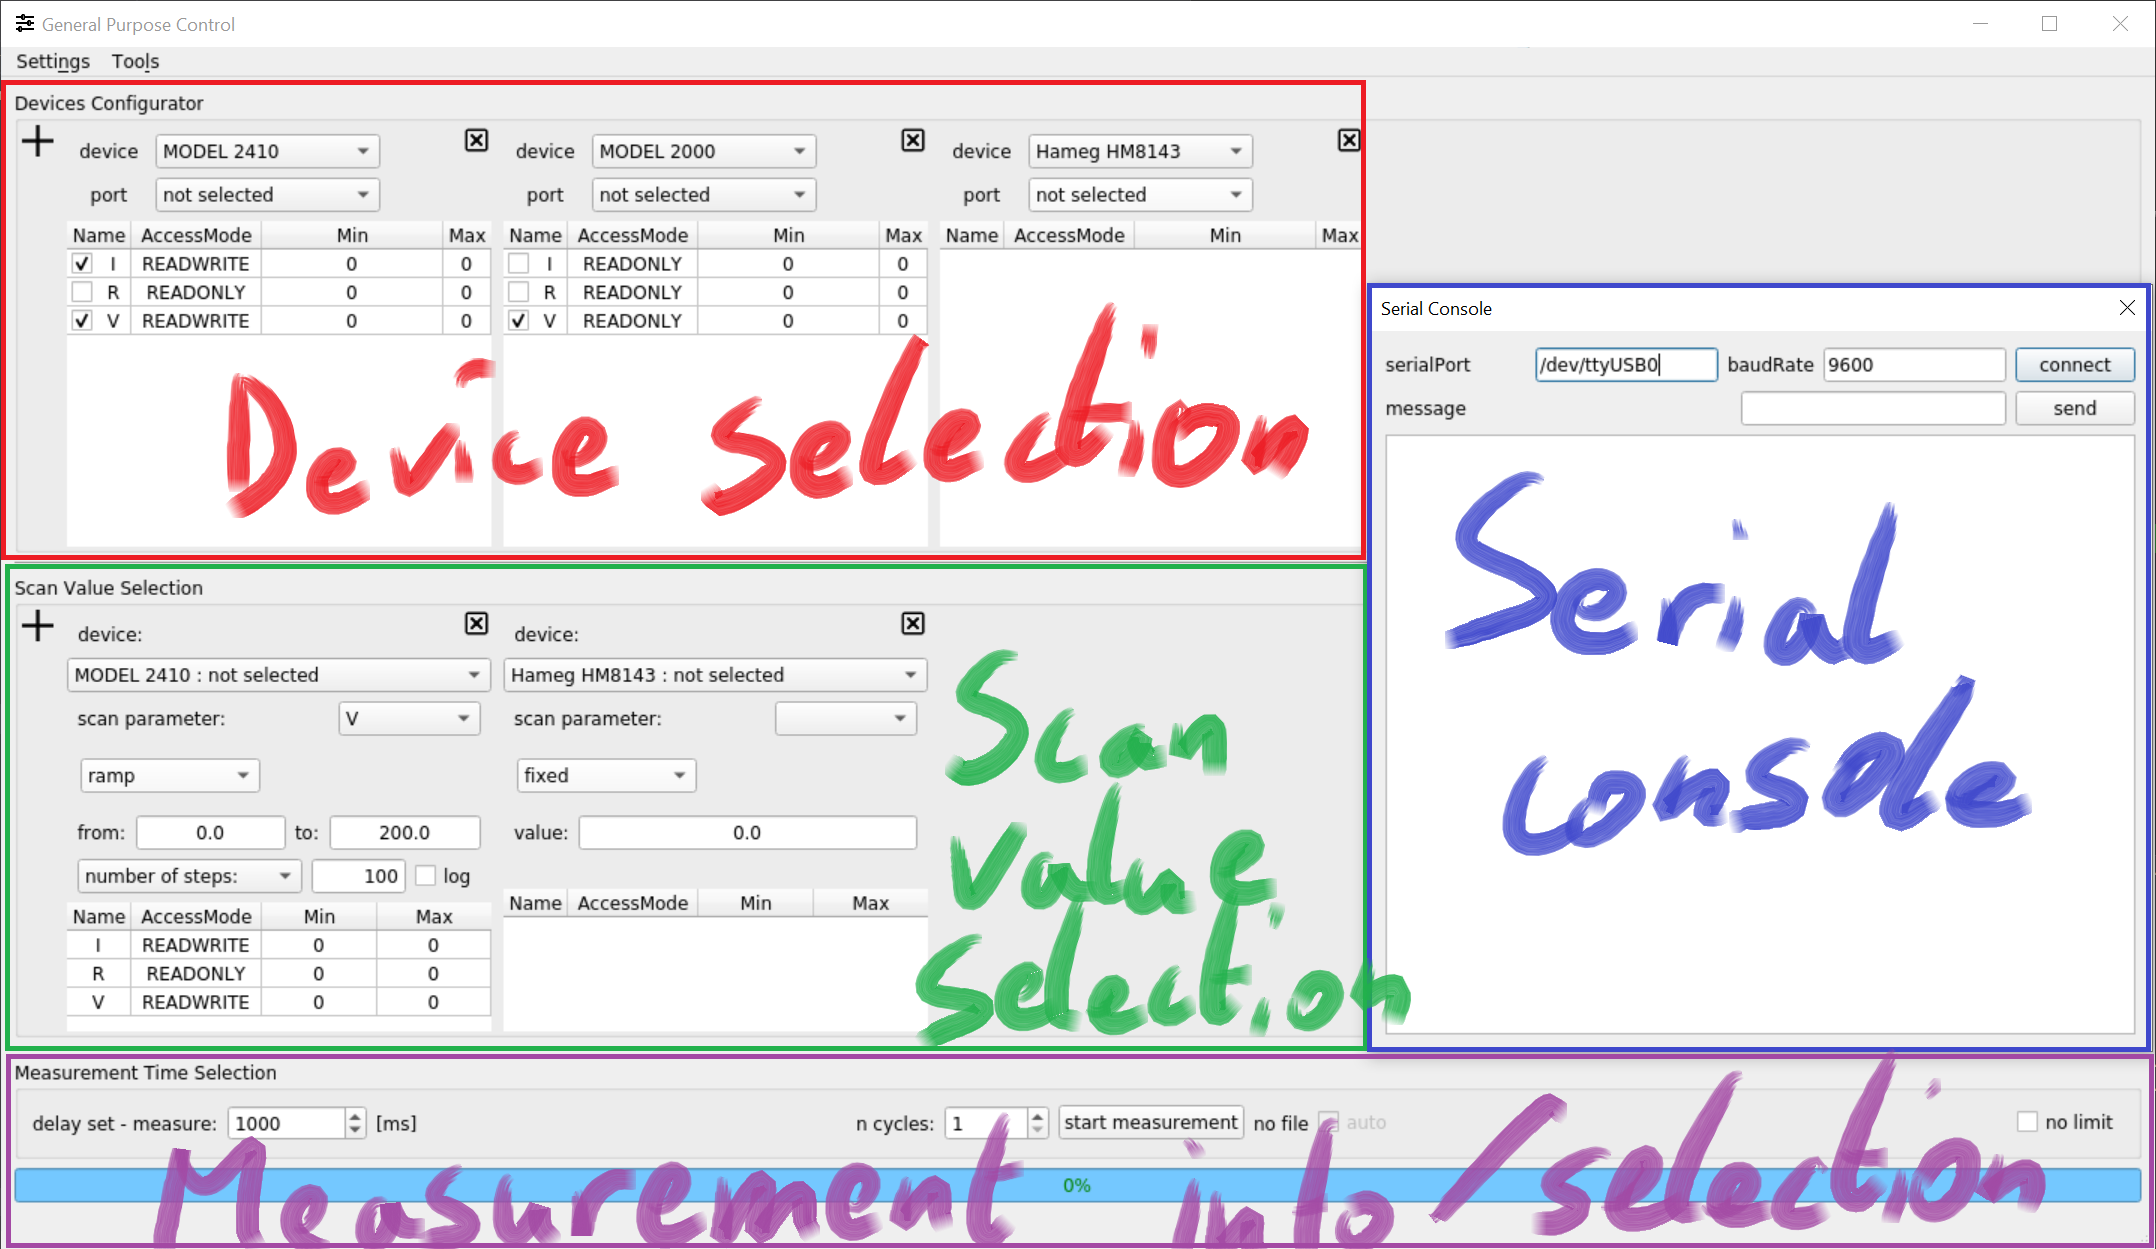 General Purpose Control
Settings Tools
Devices Configurator
device MODEL 2410
port not selected
Name AccessMode Min Max
I READWRITE 0 0
R READONLY 0 0
V READWRITE 0 0
device MODEL 2000
port not selected
Name AccessMode Min Max
I READONLY 0 0
R READONLY 0 0
V READONLY 0 0
device Hameg HM8143
port not selected
Name AccessMode Min Max
Device selection
Serial Console
serialPort /dev/ttyUSB0 baudRate 9600 connect
message send
Serial
console
Scan Value Selection
device:
MODEL 2410 : not selected
scan parameter: V
ramp
from: 0.0 to: 200.0
number of steps: 100 log
Name AccessMode Min Max
I READWRITE 0 0
R READONLY 0 0
V READWRITE 0 0
device:
Hameg HM8143 : not selected
scan parameter:
fixed
value: 0.0
Name AccessMode Min Max
Scan
value
selection
Measurement Time Selection
delay set - measure: 1000 [ms] n cycles: 1 start measurement no file auto no limit
0%
Measurement info/selection